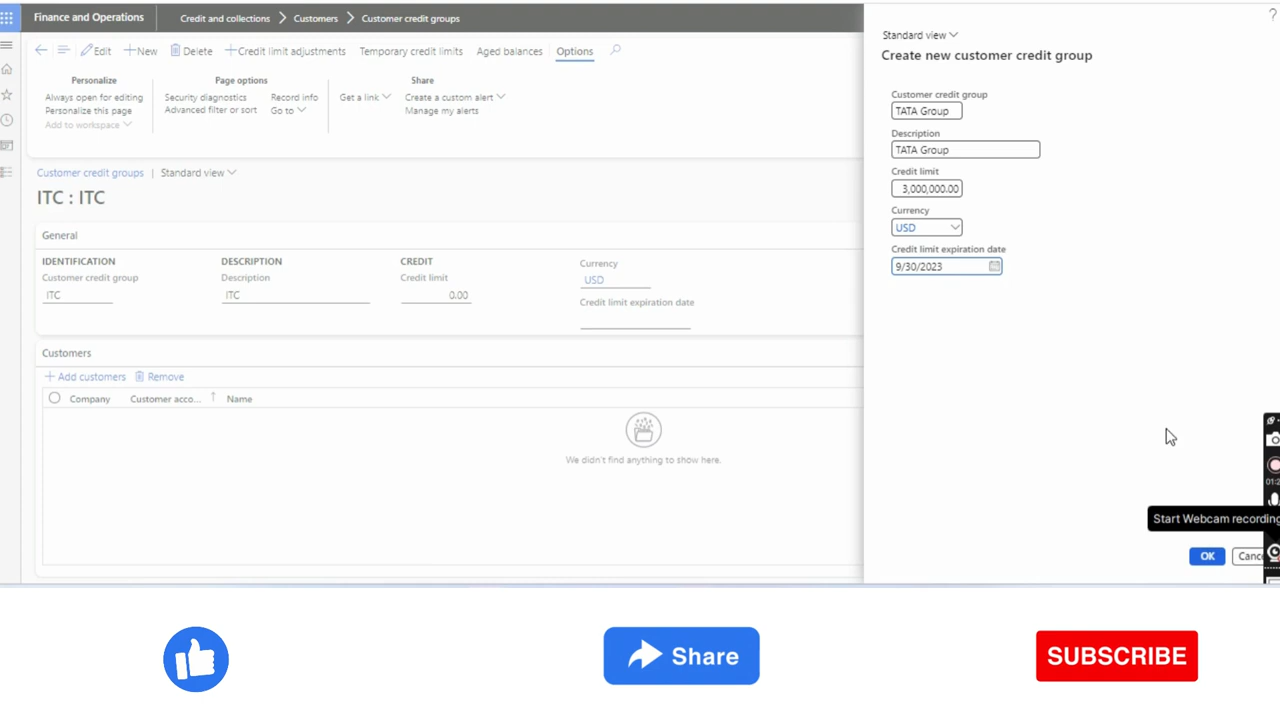 Finance and Operations
Credit and collections
Customers
Customer credit groups
?
Edit
New
Delete
Credit limit adjustments
Temporary credit limits
Aged balances
Options
Personalize
Page options
Share
Always open for editing
Security diagnostics
Record info
Get a link
Create a custom alert
Personalize this page
Advanced filter or sort
Go to
Manage my alerts
Add to workspace
Customer credit groups | Standard view
ITC : ITC
General
IDENTIFICATION
DESCRIPTION
CREDIT
Currency
Customer credit group
Description
Credit limit
USD
ITC
ITC
0.00
Credit limit expiration date
Customers
Add customers
Remove
Company
Customer acco...
Name
We didn't find anything to show here.
Standard view
Create new customer credit group
Customer credit group
TATA Group
Description
TATA Group
Credit limit
3,000,000.00
Currency
USD
Credit limit expiration date
9/30/2023
Start Webcam recording
OK
Canc
Share
SUBSCRIBE